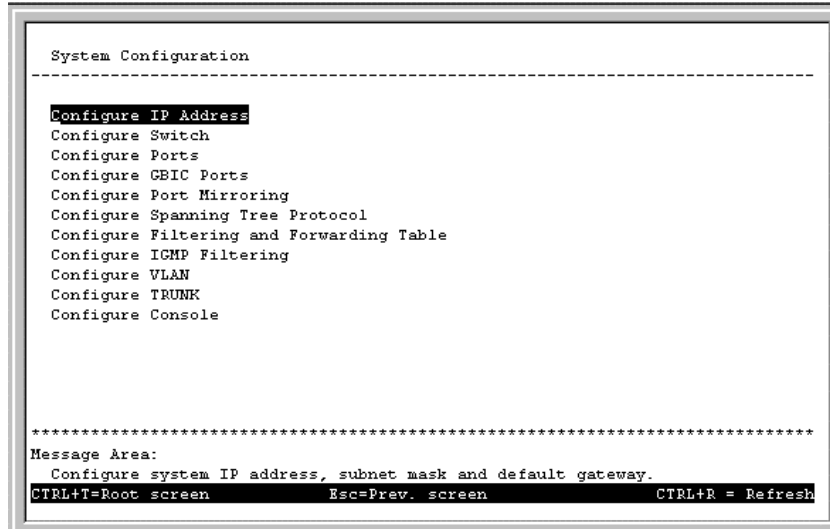 System Configuration
--------------------------------------------------------------------------------
Configure IP Address
Configure Switch
Configure Ports
Configure GBIC Ports
Configure Port Mirroring
Configure Spanning Tree Protocol
Configure Filtering and Forwarding Table
Configure IGMP Filtering
Configure VLAN
Configure TRUNK
Configure Console
********************************************************************************
Message Area:
Configure system IP address, subnet mask and default gateway.
CTRL+T=Root screen Esc=Prev. screen CTRL+R = Refresh